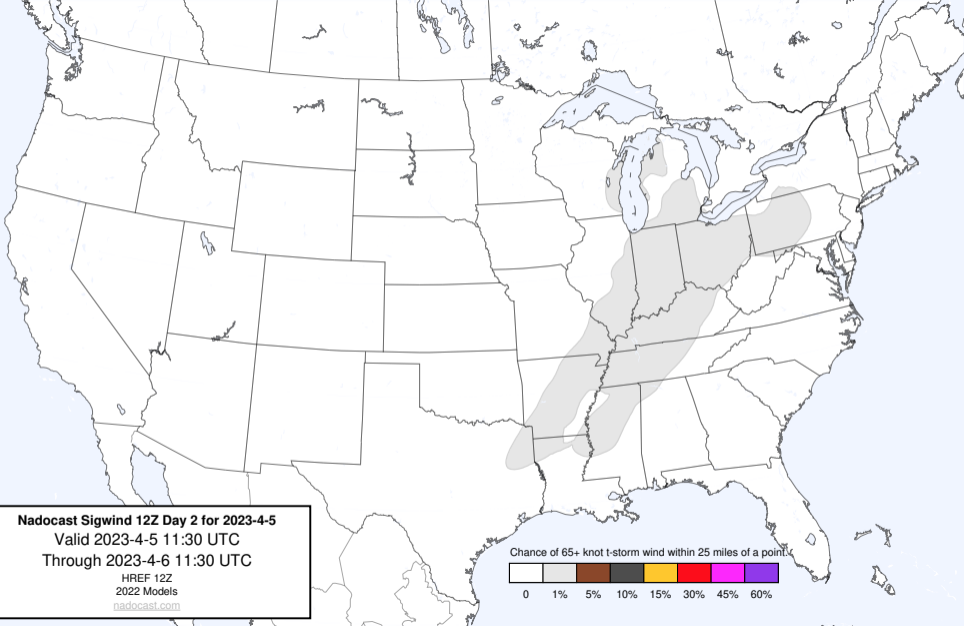 Nadocast Sigwind 12Z Day 2 for 2023-4-5
Valid 2023-4-5 11:30 UTC
Through 2023-4-6 11:30 UTC
HREF 12Z
2022 Models
nadocast.com
Chance of 65+ knot t-storm wind within 25 miles of a point.
0 1% 5% 10% 15% 30% 45% 60%